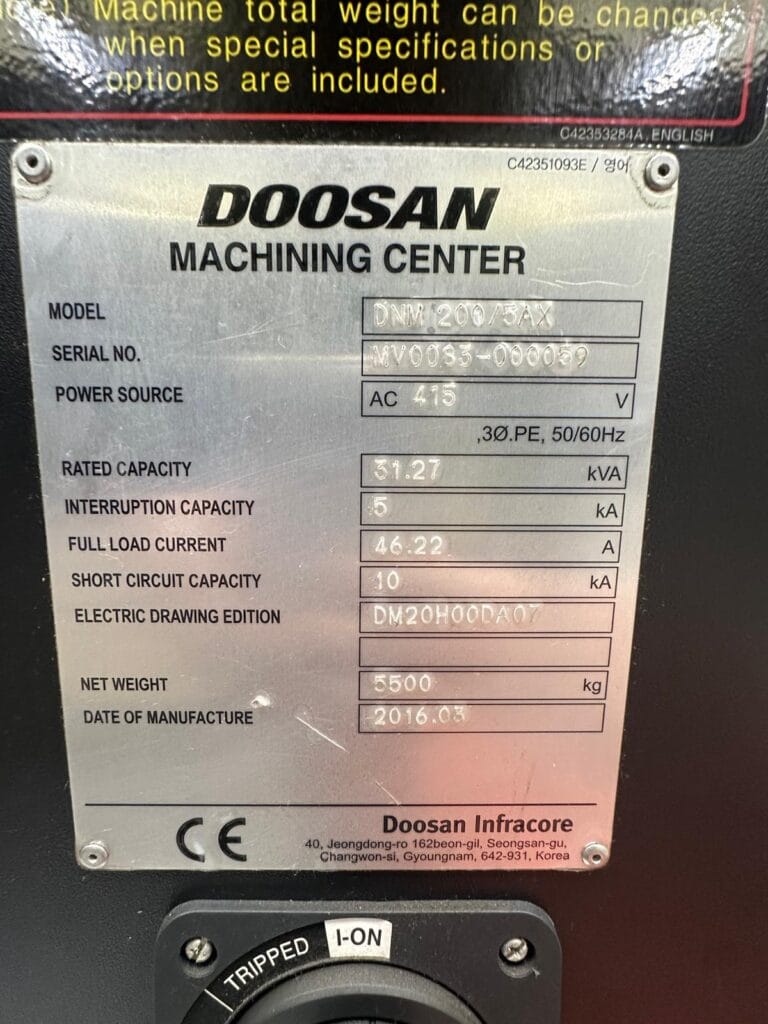 Machine total weight can be changed
when special specifications or
options are included.
C42353284A.ENGLISH
C42351093E / 영어
DOOSAN
MACHINING CENTER
MODEL DNM 200/5AX
SERIAL NO. MV0083-000059
POWER SOURCE AC 415 V
,3Ø.PE, 50/60Hz
RATED CAPACITY 31.27 kVA
INTERRUPTION CAPACITY 5 kA
FULL LOAD CURRENT 46.22 A
SHORT CIRCUIT CAPACITY 10 kA
ELECTRIC DRAWING EDITION DM20H00DA07
NET WEIGHT 5500 kg
DATE OF MANUFACTURE 2016.03
CE
Doosan Infracore
40, Jeongdong-ro 162beon-gil, Seongsan-gu,
Changwon-si, Gyoungnam, 642-931, Korea
TRIPPED I-ON